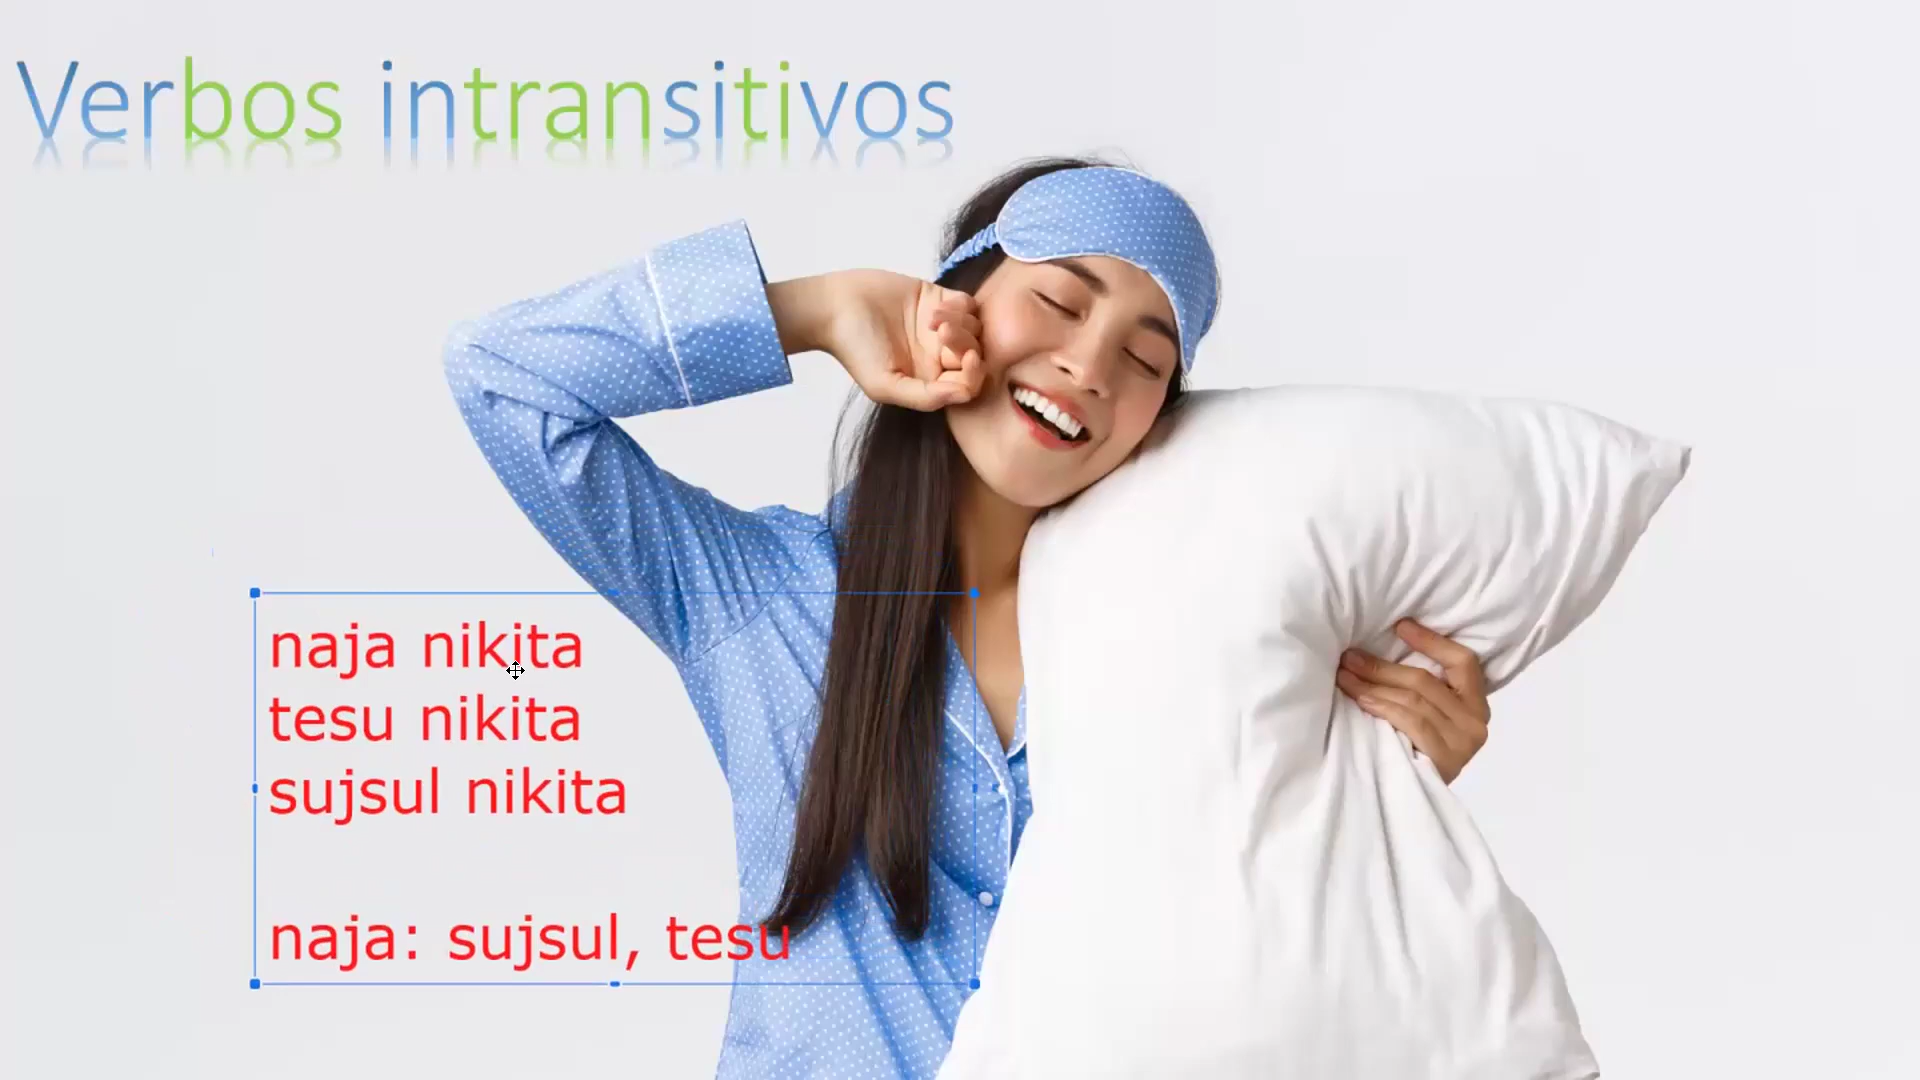 Verbos intransitivos
naja nikita
tesu nikita
sujsul nikita
naja: sujsul, tesu